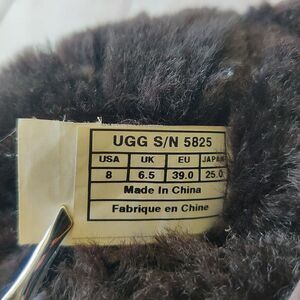 UGG S/N 5825
USA UK EU JAPAN
8 6.5 39.0 25.0
Made In China
Fabrique en Chine